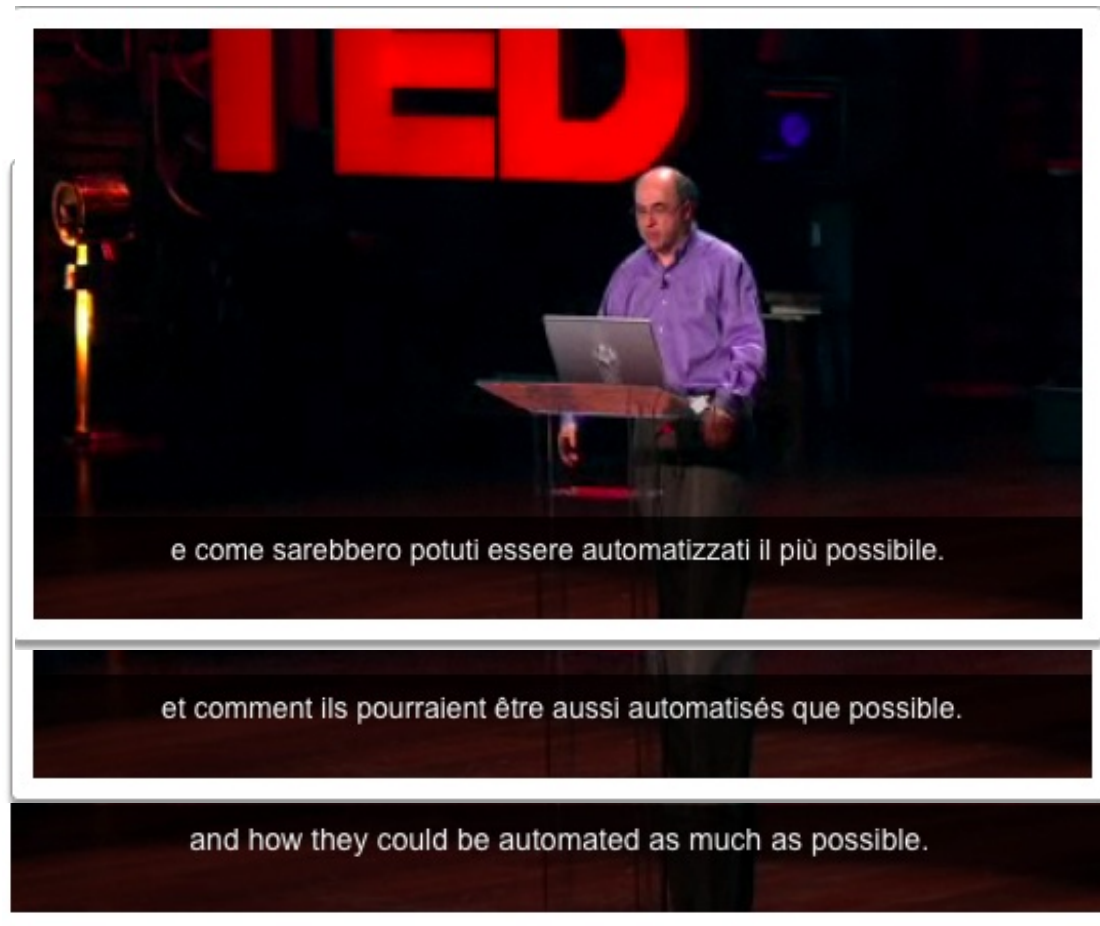 TED
e come sarebbero potuti essere automatizzati il più possibile.
et comment ils pourraient être aussi automatisés que possible.
and how they could be automated as much as possible.